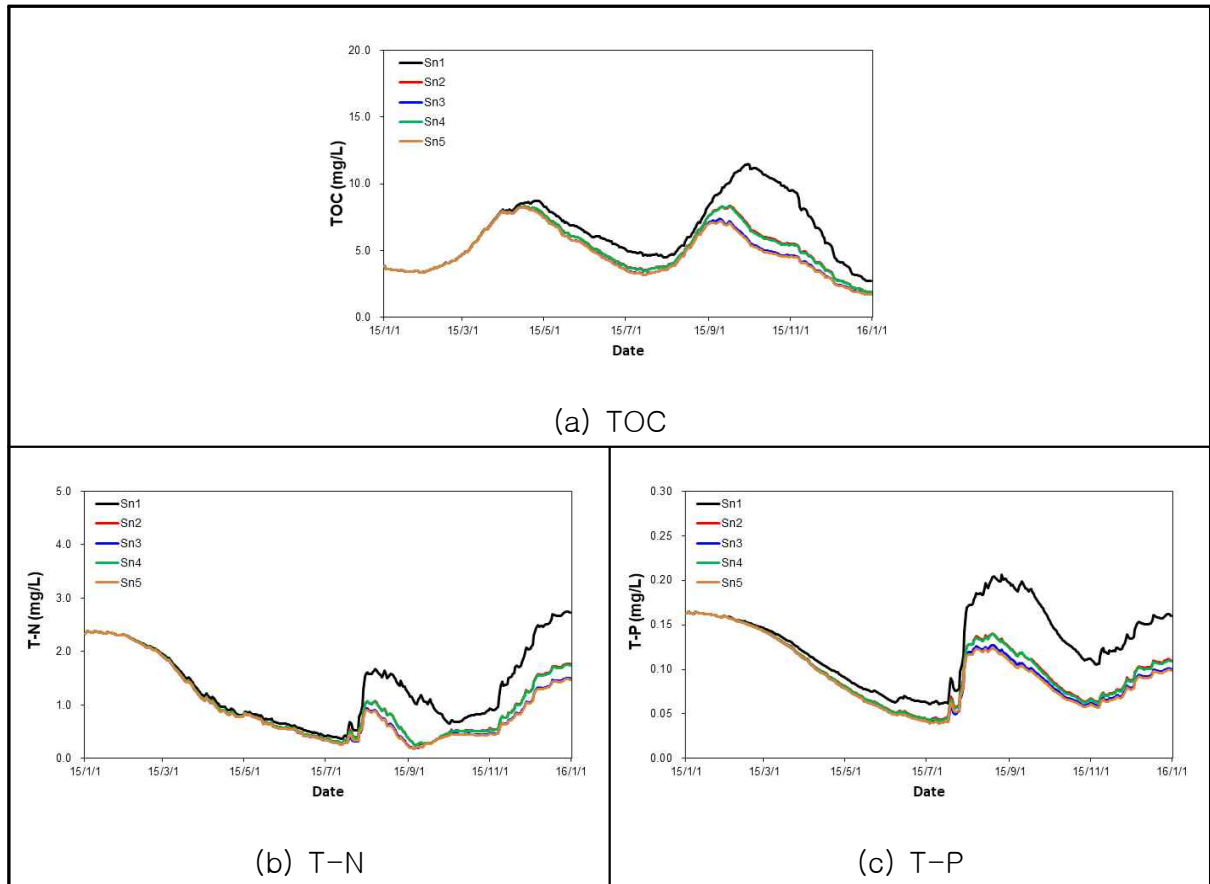 20.0
15.0
10.0
5.0
0.0
TOC (mg/L)
Sn1
Sn2
Sn3
Sn4
Sn5
15/1/1 15/3/1 15/5/1 15/7/1 15/9/1 15/11/1 16/1/1
Date
(a) TOC
5.0
4.0
3.0
2.0
1.0
0.0
T-N (mg/L)
Sn1
Sn2
Sn3
Sn4
Sn5
15/1/1 15/3/1 15/5/1 15/7/1 15/9/1 15/11/1 16/1/1
Date
(b) T-N
0.30
0.25
0.20
0.15
0.10
0.05
0.00
T-P (mg/L)
Sn1
Sn2
Sn3
Sn4
Sn5
15/1/1 15/3/1 15/5/1 15/7/1 15/9/1 15/11/1 16/1/1
Date
(c) T-P